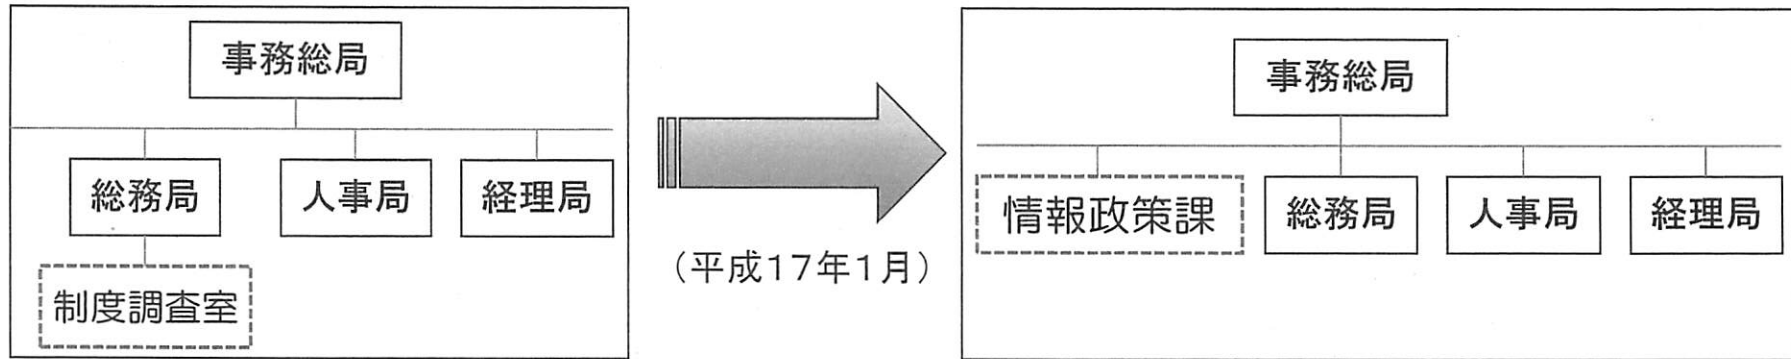 事務総局
総務局
人事局
経理局
制度調査室
(平成17年1月)
事務総局
情報政策課
総務局
人事局
経理局